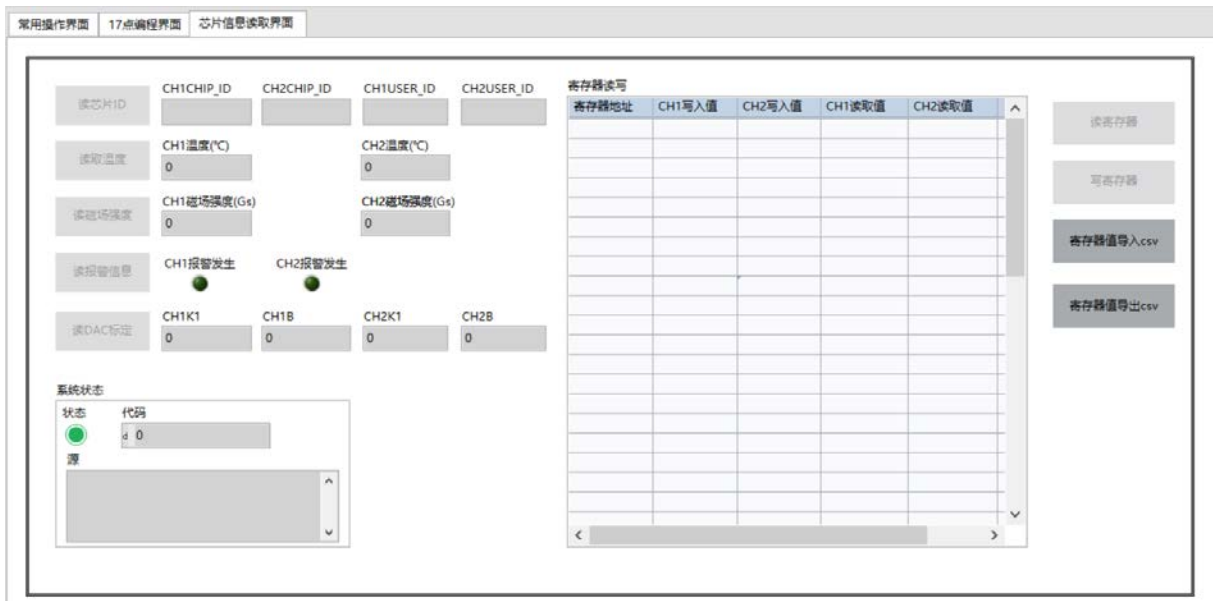 常用操作界面 17点编程界面 芯片信息读取界面
读芯片ID CH1CHIP_ID CH2CHIP_ID CH1USER_ID CH2USER_ID
读取温度 CH1温度(℃) CH2温度(℃)
0 0
读磁场强度 CH1磁场强度(Gs) CH2磁场强度(Gs)
0 0
读报警信息 CH1报警发生 CH2报警发生
读DAC标定 CH1K1 CH1B CH2K1 CH2B
0 0 0 0
系统状态
状态 代码
d 0
源
寄存器读写
寄存器地址 CH1写入值 CH2写入值 CH1读取值 CH2读取值
读寄存器
写寄存器
寄存器值导入csv
寄存器值导出csv